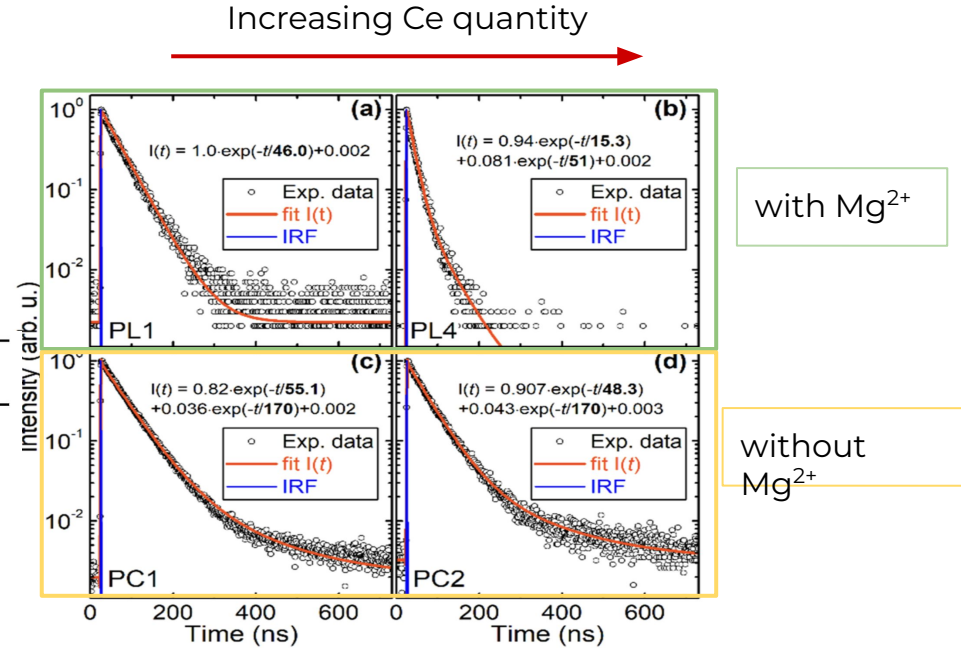 Increasing Ce quantity
(a)
I(t) = 1.0·exp(-t/46.0)+0.002
Exp. data
fit I(t)
IRF
PL1
(b)
I(t) = 0.94·exp(-t/15.3)
+0.081·exp(-t/51)+0.002
Exp. data
fit I(t)
IRF
PL4
with Mg²⁺
10⁰
10⁻¹
10⁻²
Intensity (arb. u.)
(c)
I(t) = 0.82·exp(-t/55.1)
+0.036·exp(-t/170)+0.002
Exp. data
fit I(t)
IRF
PC1
(d)
I(t) = 0.907·exp(-t/48.3)
+0.043·exp(-t/170)+0.003
Exp. data
fit I(t)
IRF
PC2
without
Mg²⁺
10⁰
10⁻¹
10⁻²
0 200 400 600 0 200 400 600
Time (ns) Time (ns)